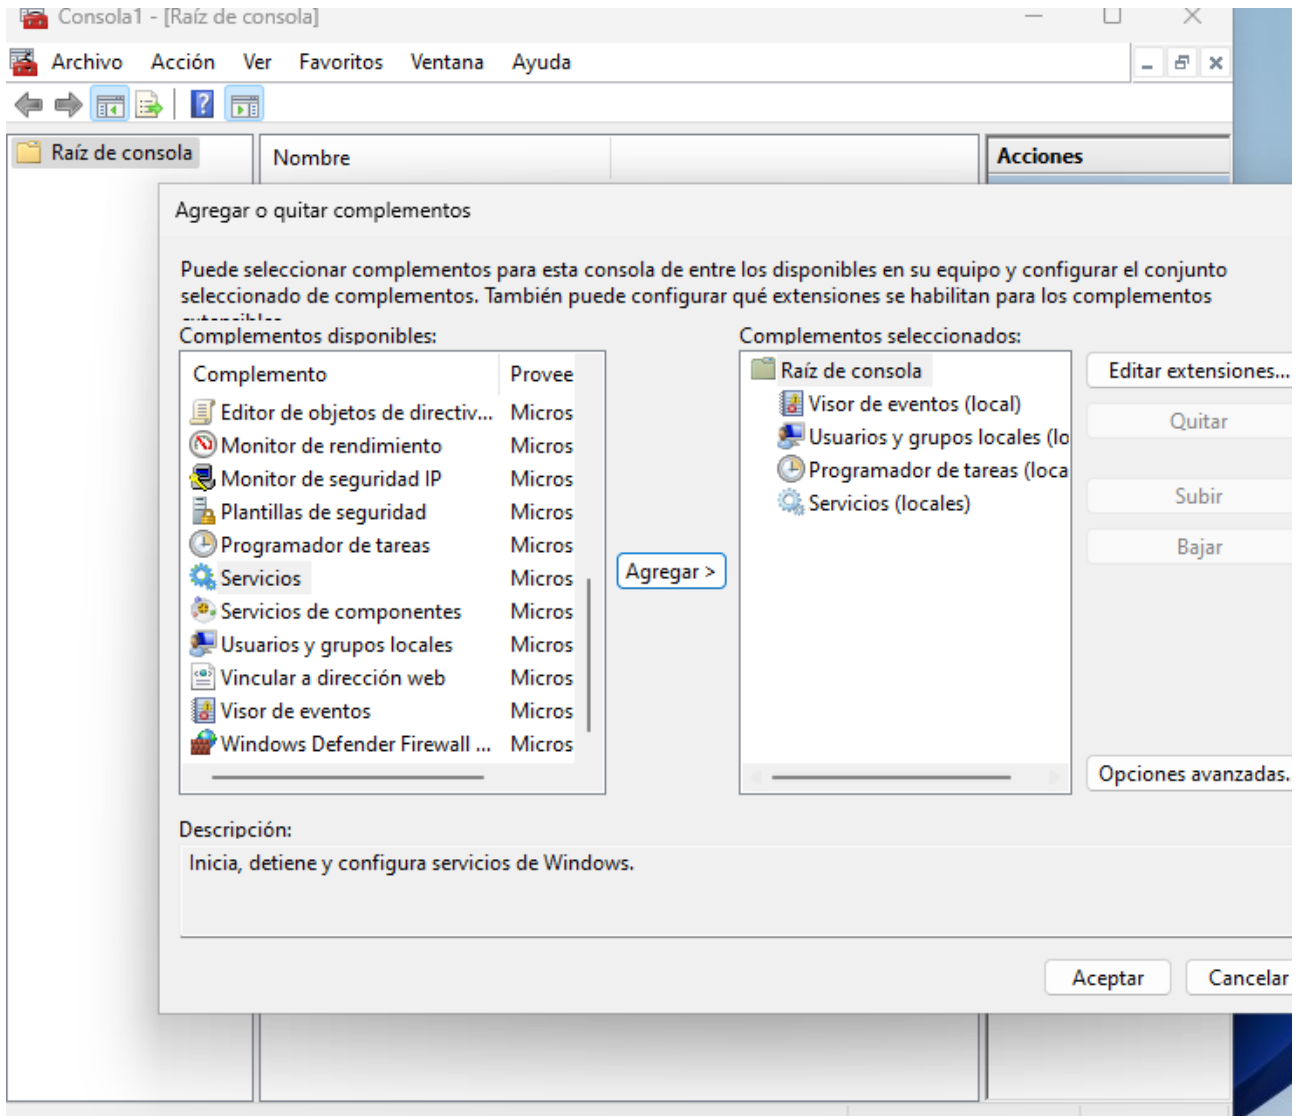 Consola1 - [Raíz de consola]
Archivo Acción Ver Favoritos Ventana Ayuda
Raíz de consola
Nombre
Acciones
Agregar o quitar complementos
Puede seleccionar complementos para esta consola de entre los disponibles en su equipo y configurar el conjunto
seleccionado de complementos. También puede configurar qué extensiones se habilitan para los complementos
Complementos disponibles:
Complemento Provee
Editor de objetos de directiv... Micros
Monitor de rendimiento Micros
Monitor de seguridad IP Micros
Plantillas de seguridad Micros
Programador de tareas Micros
Servicios Micros
Servicios de componentes Micros
Usuarios y grupos locales Micros
Vincular a dirección web Micros
Visor de eventos Micros
Windows Defender Firewall ... Micros
Agregar >
Complementos seleccionados:
Raíz de consola
Visor de eventos (local)
Usuarios y grupos locales (lo
Programador de tareas (loca
Servicios (locales)
Editar extensiones...
Quitar
Subir
Bajar
Opciones avanzadas..
Descripción:
Inicia, detiene y configura servicios de Windows.
Aceptar
Cancelar